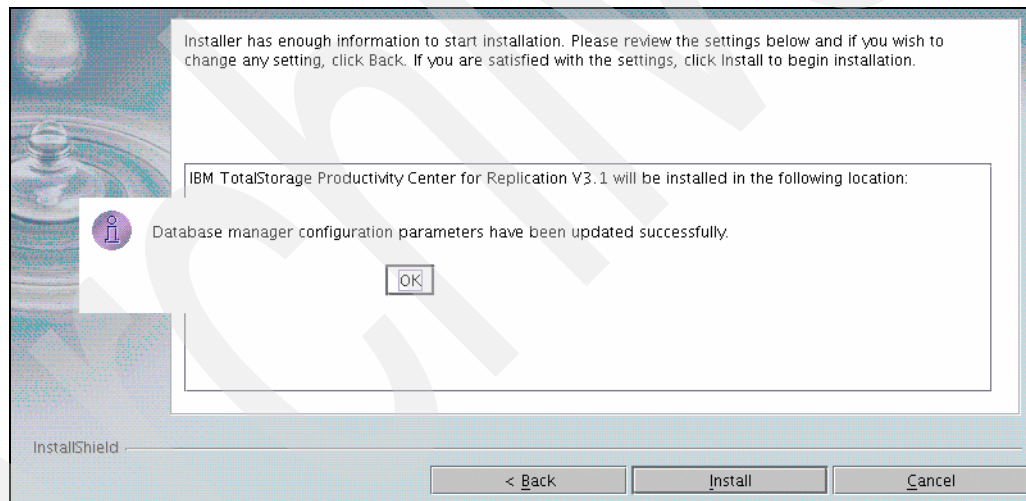 Installer has enough information to start installation. Please review the settings below and if you wish to
change any setting, click Back. If you are satisfied with the settings, click Install to begin installation.
IBM TotalStorage Productivity Center for Replication V3.1 will be installed in the following location:
Database manager configuration parameters have been updated successfully.
OK
InstallShield
< Back
Install
Cancel